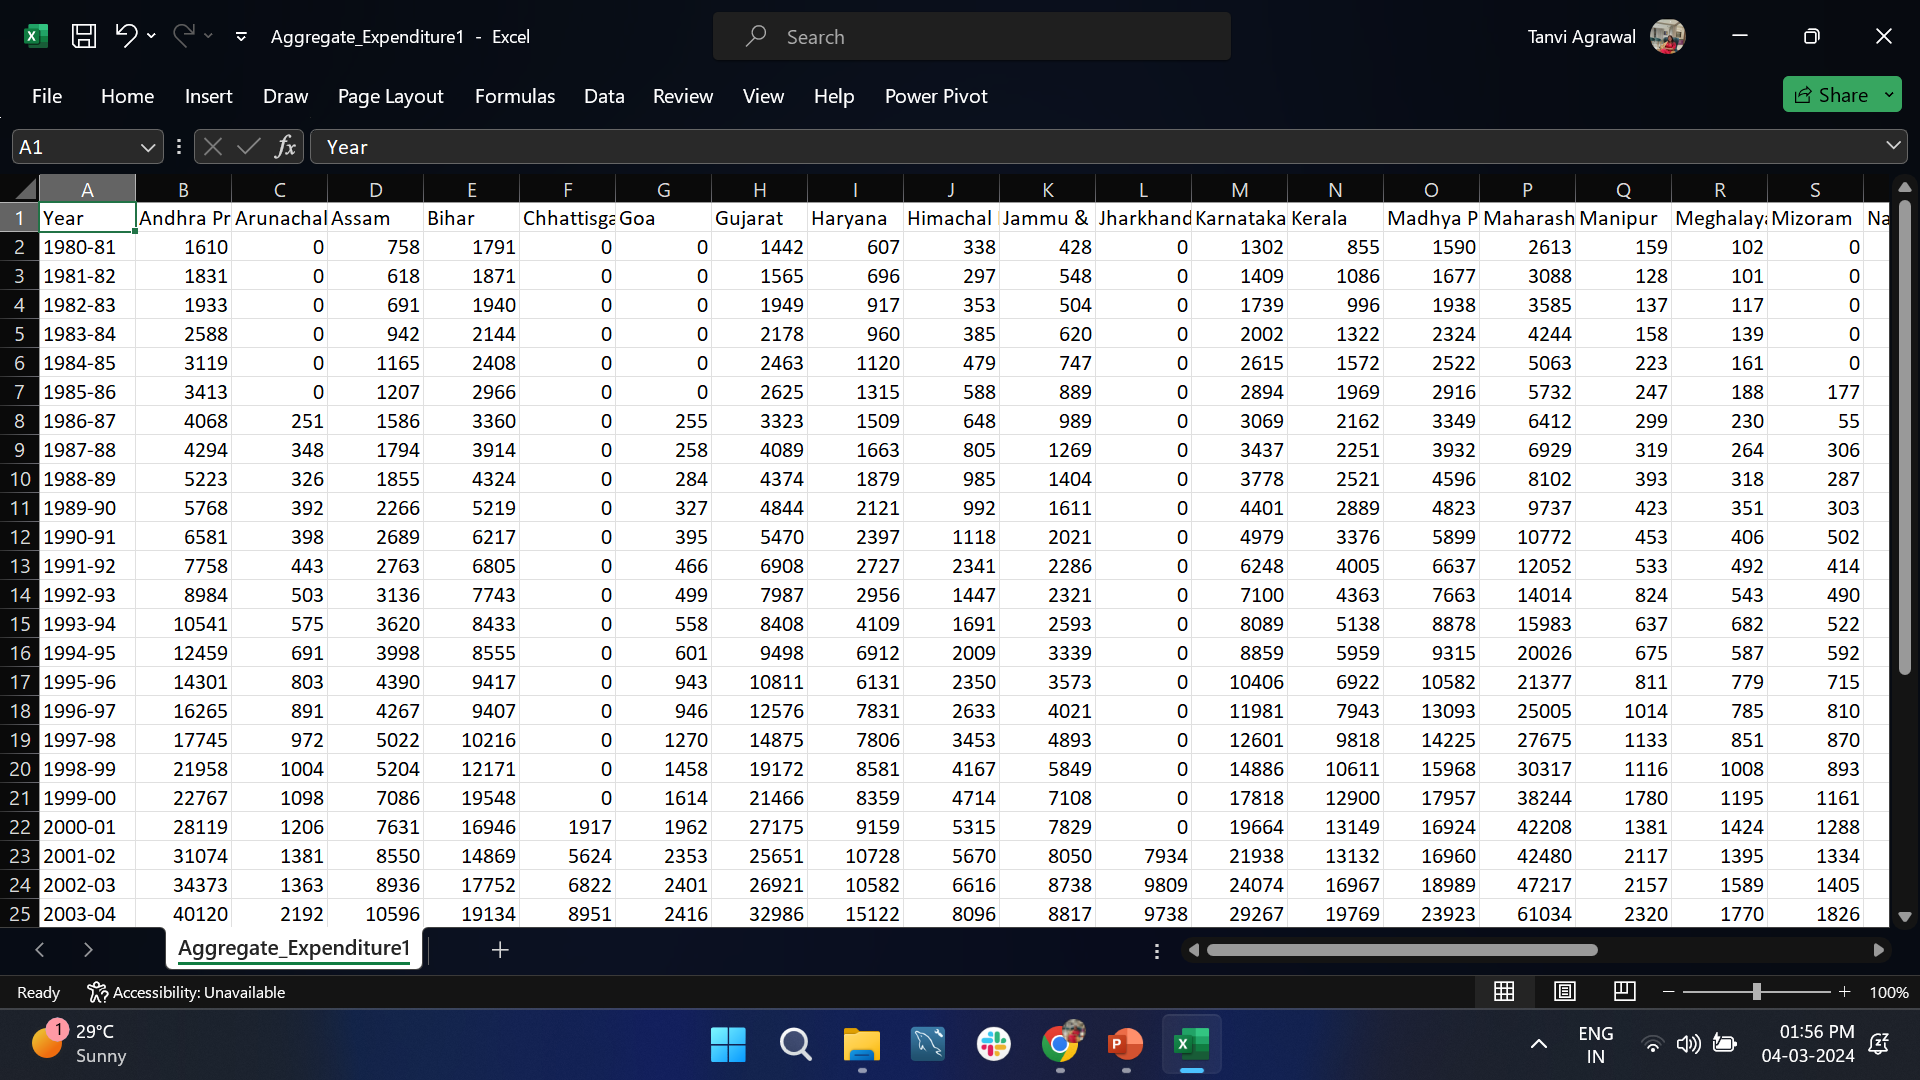 Aggregate_Expenditure1 - Excel
Search
Tanvi Agrawal
File Home Insert Draw Page Layout Formulas Data Review View Help Power Pivot
Share
A1 fx Year
A B C D E F G H I J K L M N O P Q R S
1 Year Andhra Pr Arunachal Assam Bihar Chhattisga Goa Gujarat Haryana Himachal Jammu & Jharkhand Karnataka Kerala Madhya P Maharash Manipur Meghalaya Mizoram Na
2 1980-81 1610 0 758 1791 0 0 1442 607 338 428 0 1302 855 1590 2613 159 102 0
3 1981-82 1831 0 618 1871 0 0 1565 696 297 548 0 1409 1086 1677 3088 128 101 0
4 1982-83 1933 0 691 1940 0 0 1949 917 353 504 0 1739 996 1938 3585 137 117 0
5 1983-84 2588 0 942 2144 0 0 2178 960 385 620 0 2002 1322 2324 4244 158 139 0
6 1984-85 3119 0 1165 2408 0 0 2463 1120 479 747 0 2615 1572 2522 5063 223 161 0
7 1985-86 3413 0 1207 2966 0 0 2625 1315 588 889 0 2894 1969 2916 5732 247 188 177
8 1986-87 4068 251 1586 3360 0 255 3323 1509 648 989 0 3069 2162 3349 6412 299 230 55
9 1987-88 4294 348 1794 3914 0 258 4089 1663 805 1269 0 3437 2251 3932 6929 319 264 306
10 1988-89 5223 326 1855 4324 0 284 4374 1879 985 1404 0 3778 2521 4596 8102 393 318 287
11 1989-90 5768 392 2266 5219 0 327 4844 2121 992 1611 0 4401 2889 4823 9737 423 351 303
12 1990-91 6581 398 2689 6217 0 395 5470 2397 1118 2021 0 4979 3376 5899 10772 453 406 502
13 1991-92 7758 443 2763 6805 0 466 6908 2727 2341 2286 0 6248 4005 6637 12052 533 492 414
14 1992-93 8984 503 3136 7743 0 499 7987 2956 1447 2321 0 7100 4363 7663 14014 824 543 490
15 1993-94 10541 575 3620 8433 0 558 8408 4109 1691 2593 0 8089 5138 8878 15983 637 682 522
16 1994-95 12459 691 3998 8555 0 601 9498 6912 2009 3339 0 8859 5959 9315 20026 675 587 592
17 1995-96 14301 803 4390 9417 0 943 10811 6131 2350 3573 0 10406 6922 10582 21377 811 779 715
18 1996-97 16265 891 4267 9407 0 946 12576 7831 2633 4021 0 11981 7943 13093 25005 1014 785 810
19 1997-98 17745 972 5022 10216 0 1270 14875 7806 3453 4893 0 12601 9818 14225 27675 1133 851 870
20 1998-99 21958 1004 5204 12171 0 1458 19172 8581 4167 5849 0 14886 10611 15968 30317 1116 1008 893
21 1999-00 22767 1098 7086 19548 0 1614 21466 8359 4714 7108 0 17818 12900 17957 38244 1780 1195 1161
22 2000-01 28119 1206 7631 16946 1917 1962 27175 9159 5315 7829 0 19664 13149 16924 42208 1381 1424 1288
23 2001-02 31074 1381 8550 14869 5624 2353 25651 10728 5670 8050 7934 21938 13132 16960 42480 2117 1395 1334
24 2002-03 34373 1363 8936 17752 6822 2401 26921 10582 6616 8738 9809 24074 16967 18989 47217 2157 1589 1405
25 2003-04 40120 2192 10596 19134 8951 2416 32986 15122 8096 8817 9738 29267 19769 23923 61034 2320 1770 1826
Aggregate_Expenditure1
Ready Accessibility: Unavailable 100%
1 29°C
Sunny
ENG
IN
01:56 PM
04-03-2024